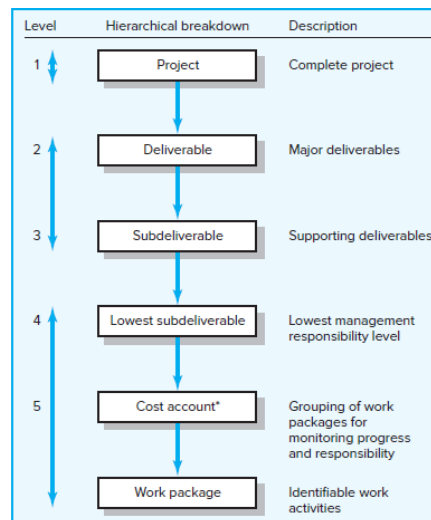 Level Hierarchical breakdown Description
1 Project Complete project
2 Deliverable Major deliverables
3 Subdeliverable Supporting deliverables
4 Lowest subdeliverable Lowest management
responsibility level
5 Cost account* Grouping of work
packages for
monitoring progress
and responsibility
Work package Identifiable work
activities